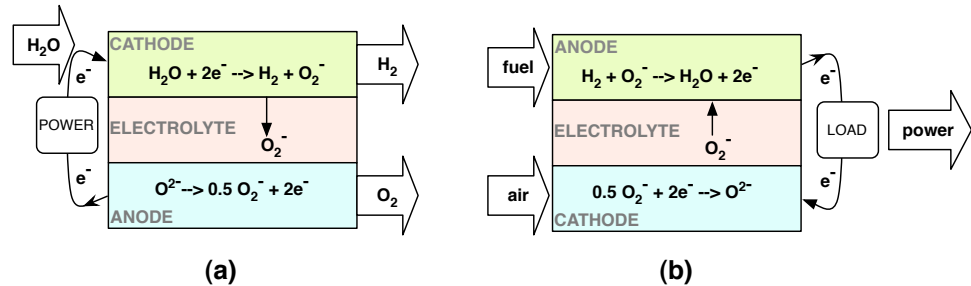 H₂O
e⁻
POWER
e⁻
CATHODE
H₂O + 2e⁻ --> H₂ + O₂⁻
ELECTROLYTE
O₂⁻
O²⁻--> 0.5 O₂⁻ + 2e⁻
ANODE
H₂
O₂
(a)
fuel
air
ANODE
H₂ + O₂⁻ --> H₂O + 2e⁻
ELECTROLYTE
O₂⁻
0.5 O₂⁻ + 2e⁻ --> O²⁻
CATHODE
e⁻
LOAD
e⁻
power
(b)